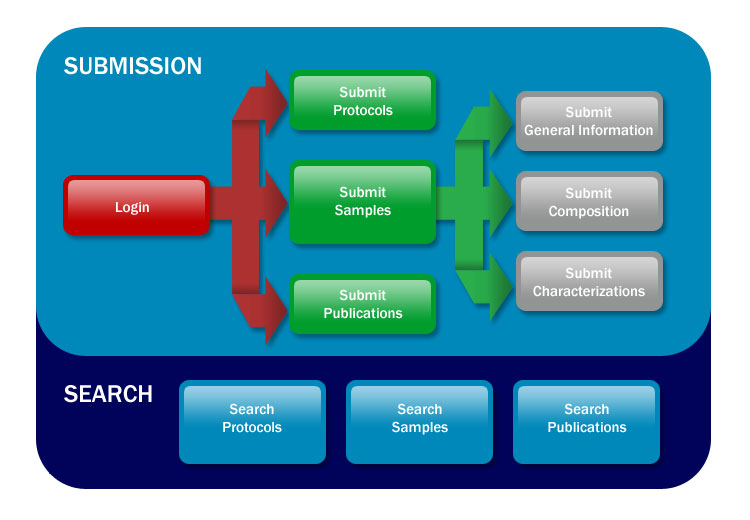 SUBMISSION
Submit
Protocols
Submit
General Information
Login
Submit
Samples
Submit
Composition
Submit
Publications
Submit
Characterizations
SEARCH
Search
Protocols
Search
Samples
Search
Publications